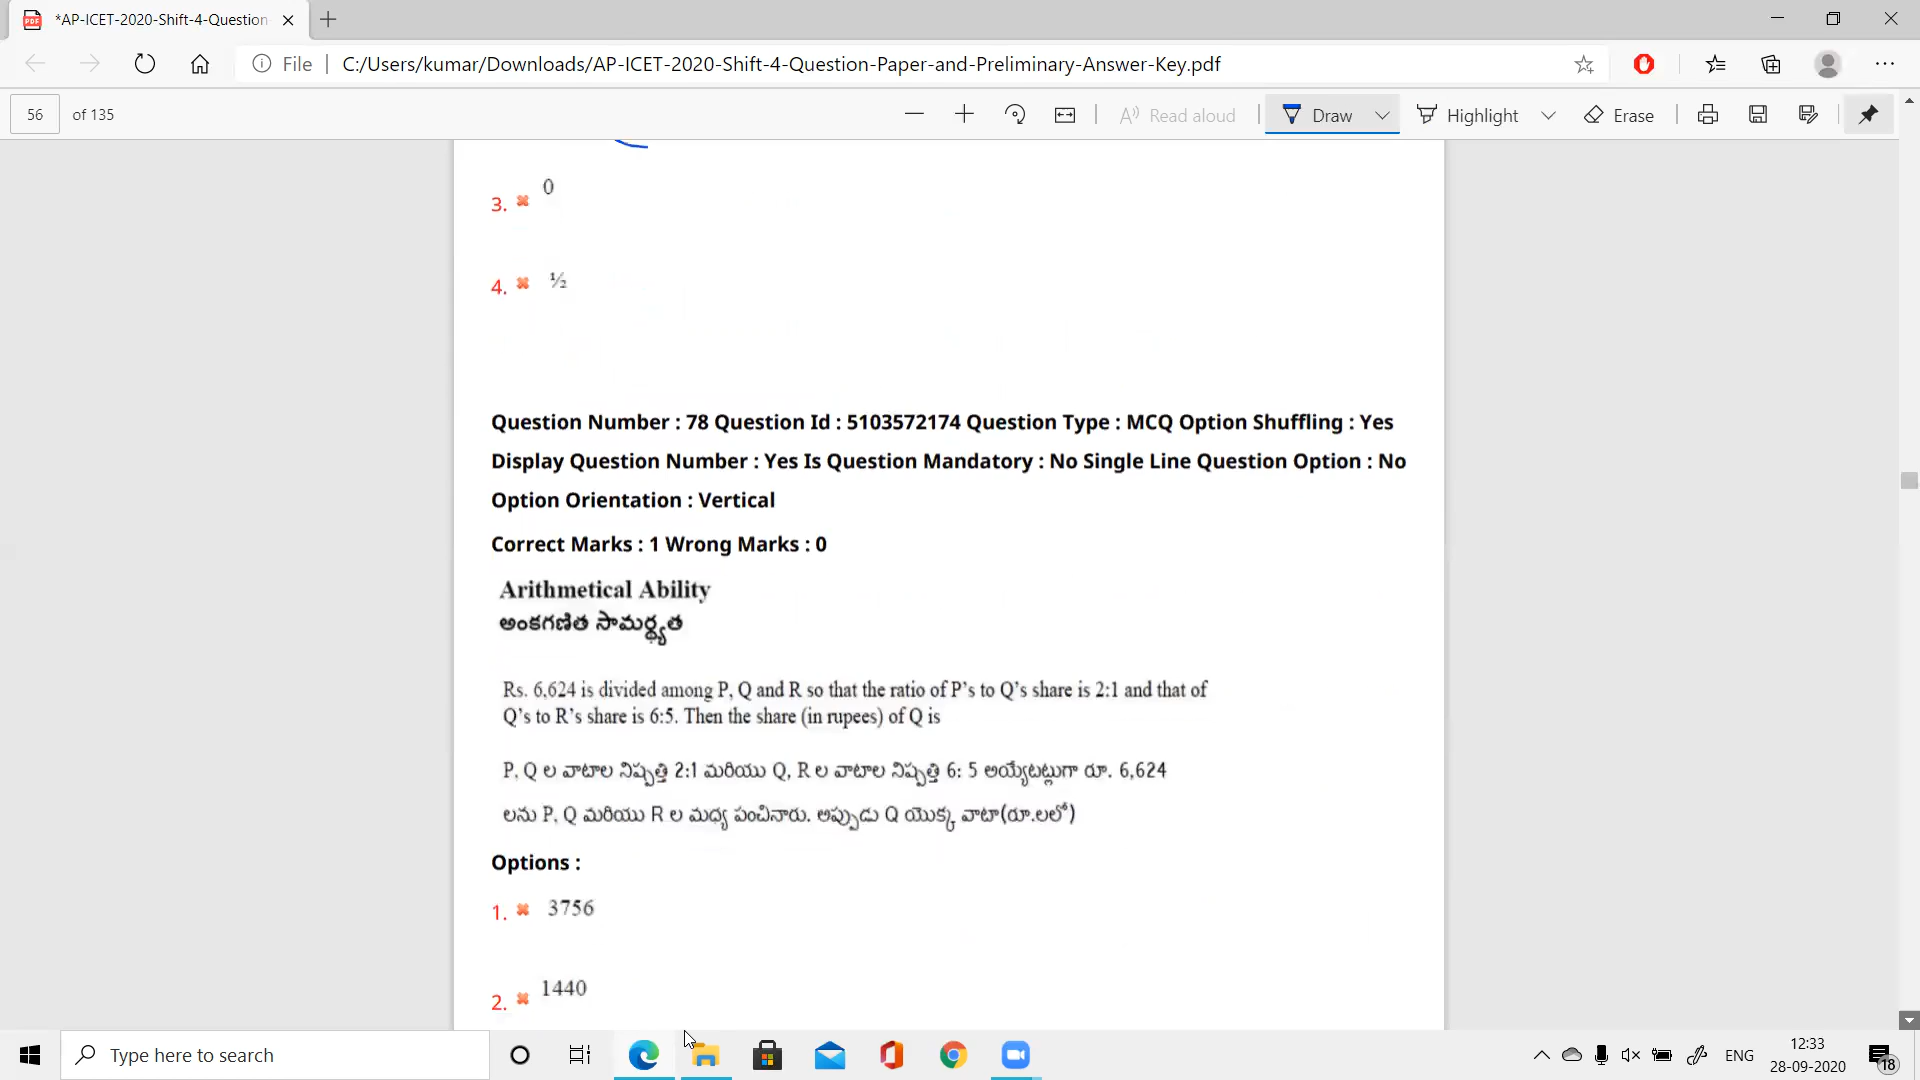 *AP-ICET-2020-Shift-4-Question
File
C:/Users/kumar/Downloads/AP-ICET-2020-Shift-4-Question-Paper-and-Preliminary-Answer-Key.pdf
56 of 135
Read aloud
Draw
Highlight
Erase
3. 0
4. ½
Question Number : 78 Question Id : 5103572174 Question Type : MCQ Option Shuffling : Yes
Display Question Number : Yes Is Question Mandatory : No Single Line Question Option : No
Option Orientation : Vertical
Correct Marks : 1 Wrong Marks : 0
Arithmetical Ability
అంకగణిత సామర్థ్యత
Rs. 6,624 is divided among P, Q and R so that the ratio of P's to Q's share is 2:1 and that of
Q's to R's share is 6:5. Then the share (in rupees) of Q is
P, Q ల వాటాల నిష్పత్తి 2:1 మరియు Q, R ల వాటాల నిష్పత్తి 6: 5 అయ్యేటట్లుగా రూ. 6,624
లను P, Q మరియు R ల మధ్య పంచినారు. అప్పుడు Q యొక్క వాటా(రూ.లలో)
Options :
1. 3756
2. 1440
Type here to search
ENG
12:33
28-09-2020
18